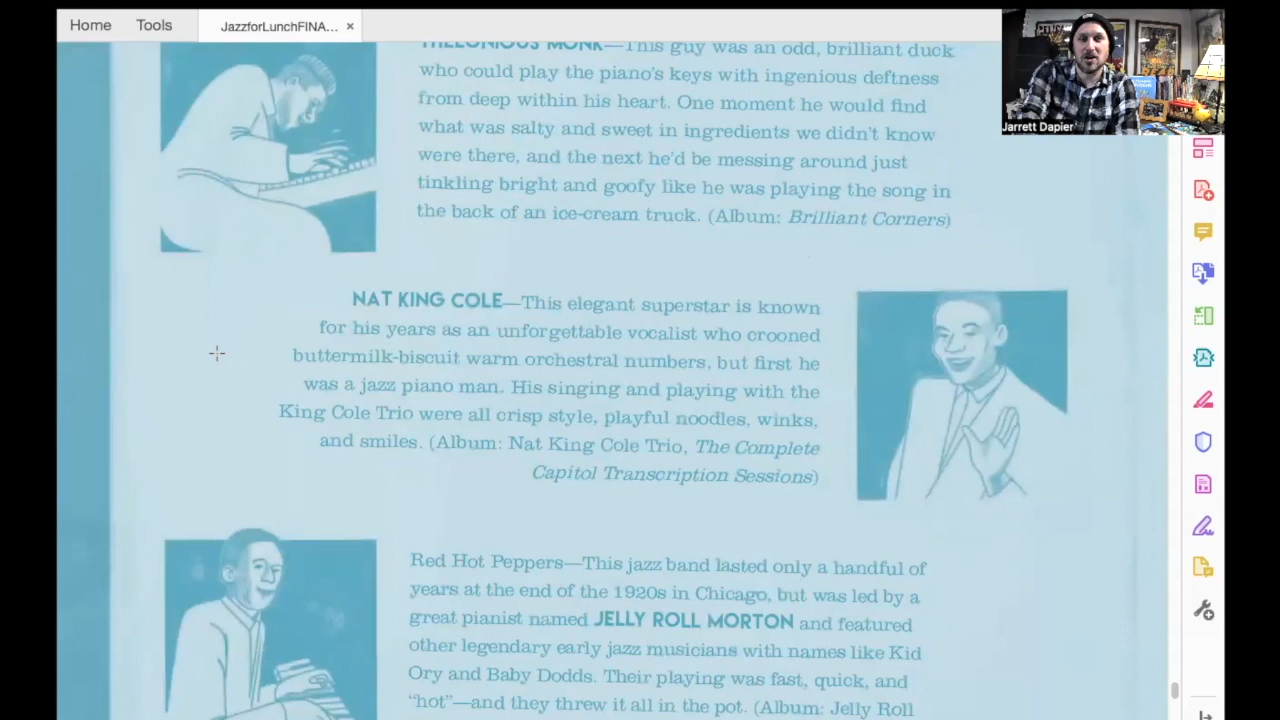 Home Tools JazzforLunchFINA... ×
Jarrett Dapier
THELONIOUS MONK—This guy was an odd, brilliant duck
who could play the piano's keys with ingenious deftness
from deep within his heart. One moment he would find
what was salty and sweet in ingredients we didn't know
were there, and the next he'd be messing around just
tinkling bright and goofy like he was playing the song in
the back of an ice-cream truck. (Album: Brilliant Corners)
NAT KING COLE—This elegant superstar is known
for his years as an unforgettable vocalist who crooned
buttermilk-biscuit warm orchestral numbers, but first he
was a jazz piano man. His singing and playing with the
King Cole Trio were all crisp style, playful noodles, winks,
and smiles. (Album: Nat King Cole Trio, The Complete
Capitol Transcription Sessions)
Red Hot Peppers—This jazz band lasted only a handful of
years at the end of the 1920s in Chicago, but was led by a
great pianist named JELLY ROLL MORTON and featured
other legendary early jazz musicians with names like Kid
Ory and Baby Dodds. Their playing was fast, quick, and
"hot"—and they threw it all in the pot. (Album: Jelly Roll